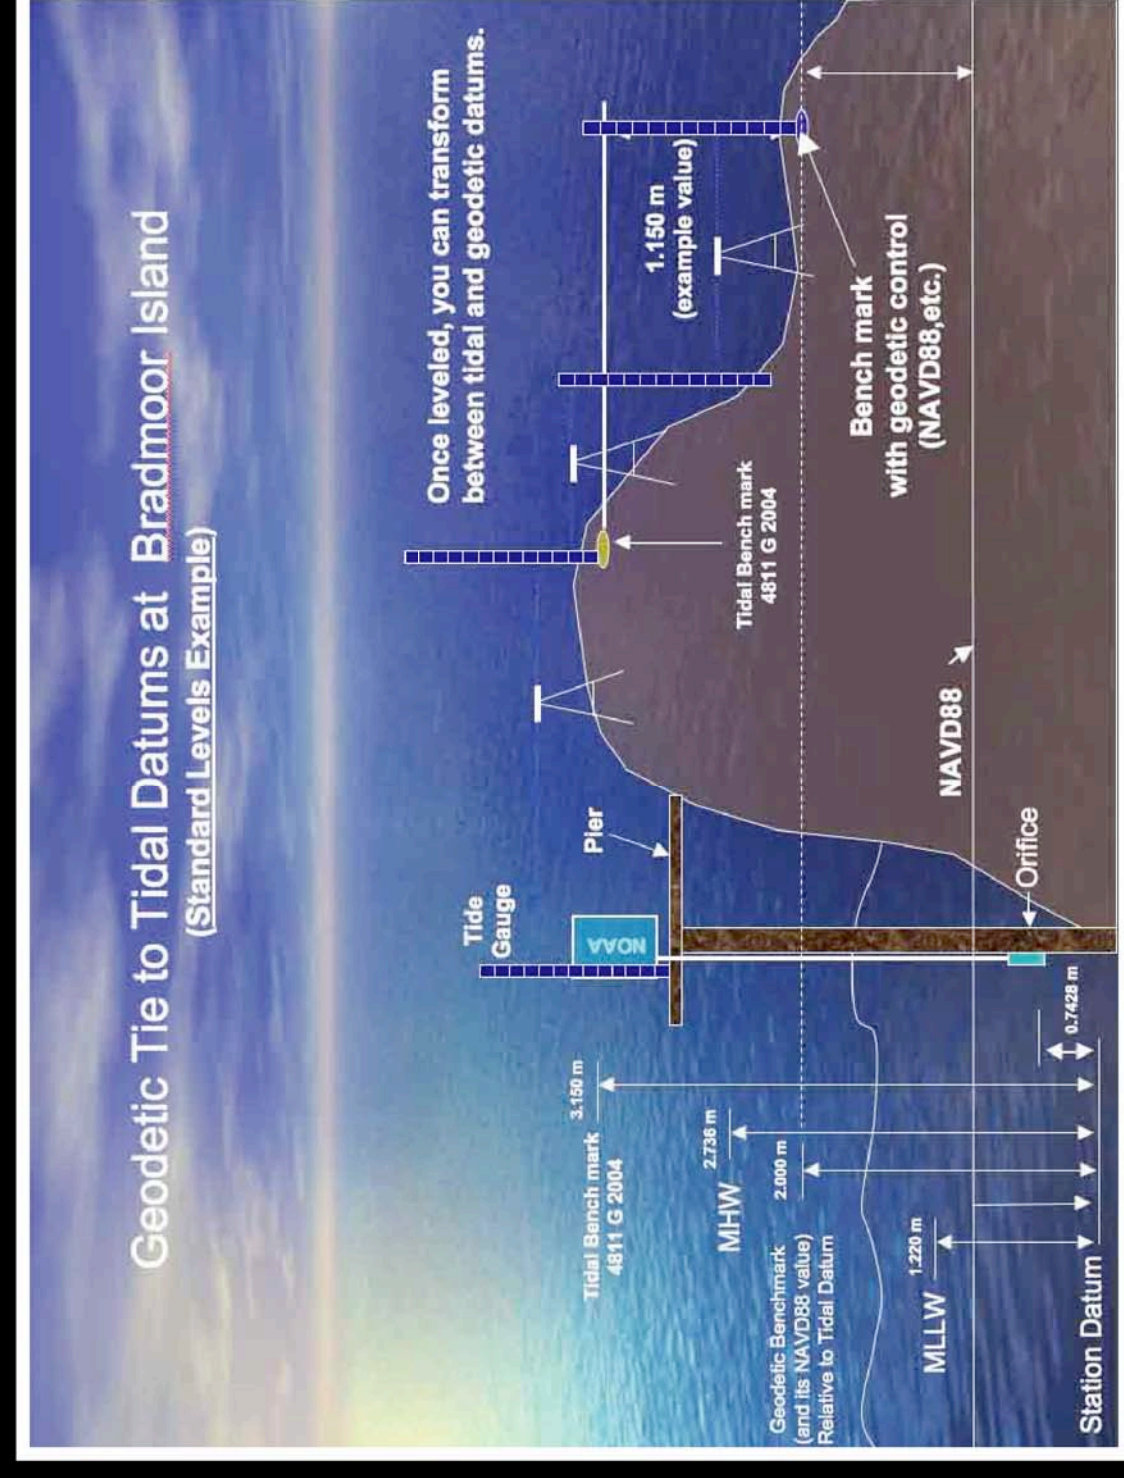 Geodetic Tie to Tidal Datums at Bradmoor Island
(Standard Levels Example)
Once leveled, you can transform
between tidal and geodetic datums.
Tide
Gauge
NOAA
Pier
1.150 m
(example value)
Tidal Bench mark
4811 G 2004
3.150 m
Tidal Bench mark
4811 G 2004
MHW
2.736 m
Geodetic Benchmark
(and its NAVD88 value)
Relative to Tidal Datum
2.000 m
Bench mark
with geodetic control
(NAVD88,etc.)
MLLW
1.220 m
NAVD88
Orifice
0.7428 m
Station Datum